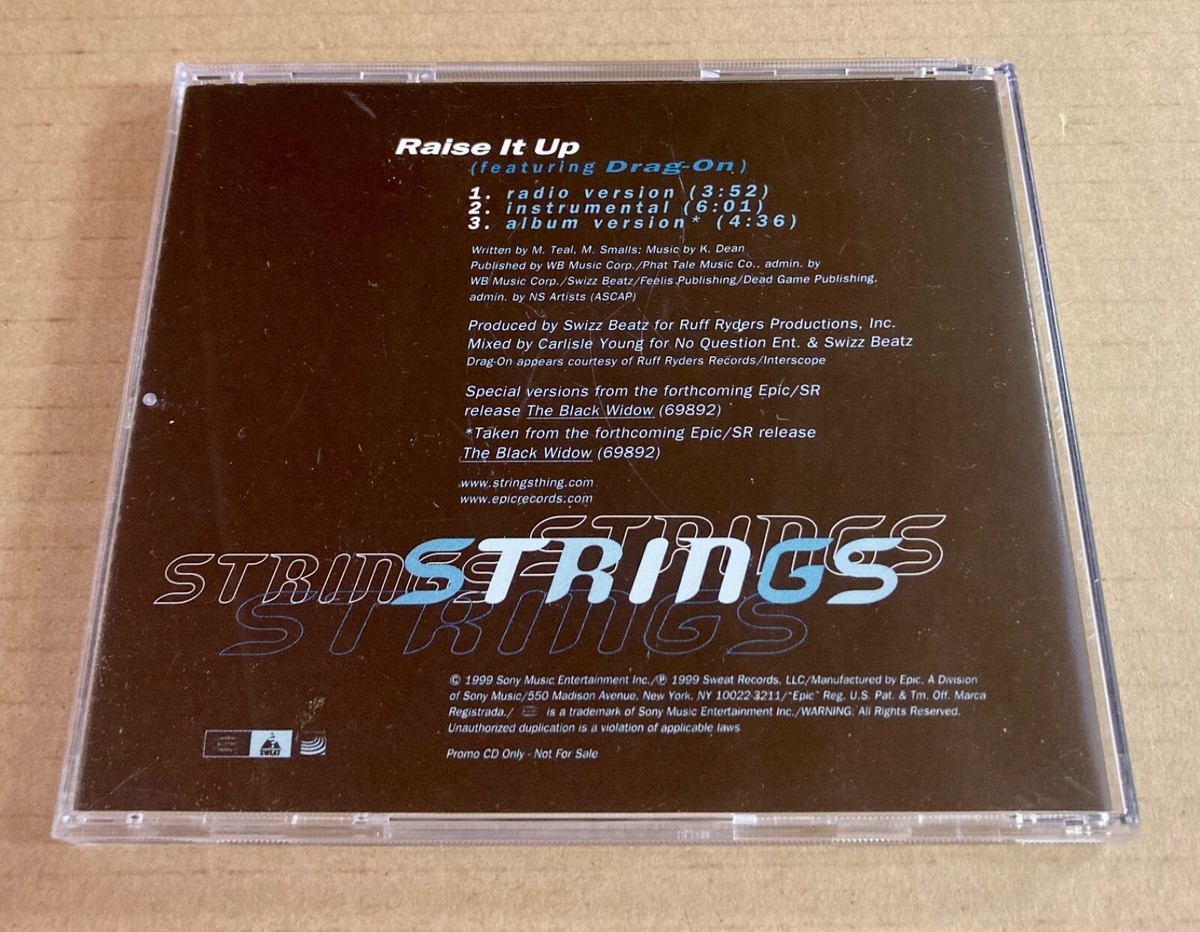 Raise It Up
(featuring Drag-On)
1. radio version (3:52)
2. instrumental (6:01)
3. album version* (4:36)
Written by M. Teal, M. Smalls; Music by K. Dean
Published by WB Music Corp./Phat Tale Music Co., admin. by
WB Music Corp./Swizz Beatz/Feelis Publishing/Dead Game Publishing,
admin. by NS Artists (ASCAP)
Produced by Swizz Beatz for Ruff Ryders Productions, Inc.
Mixed by Carlisle Young for No Question Ent. & Swizz Beatz
Drag-On appears courtesy of Ruff Ryders Records/Interscope
Special versions from the forthcoming Epic/SR
release The Black Widow (69892)
*Taken from the forthcoming Epic/SR release
The Black Widow (69892)
www.stringsthing.com
www.epicrecords.com
STRINGS
STRINGS
STRINGS
STRINGS
© 1999 Sony Music Entertainment Inc./℗ 1999 Sweat Records, LLC/Manufactured by Epic, A Division
of Sony Music/550 Madison Avenue, New York, NY 10022-3211/"Epic" Reg. U.S. Pat. & Tm. Off. Marca
Registrada./ is a trademark of Sony Music Entertainment Inc./WARNING: All Rights Reserved.
Unauthorized duplication is a violation of applicable laws
SWEAT
Promo CD Only - Not For Sale